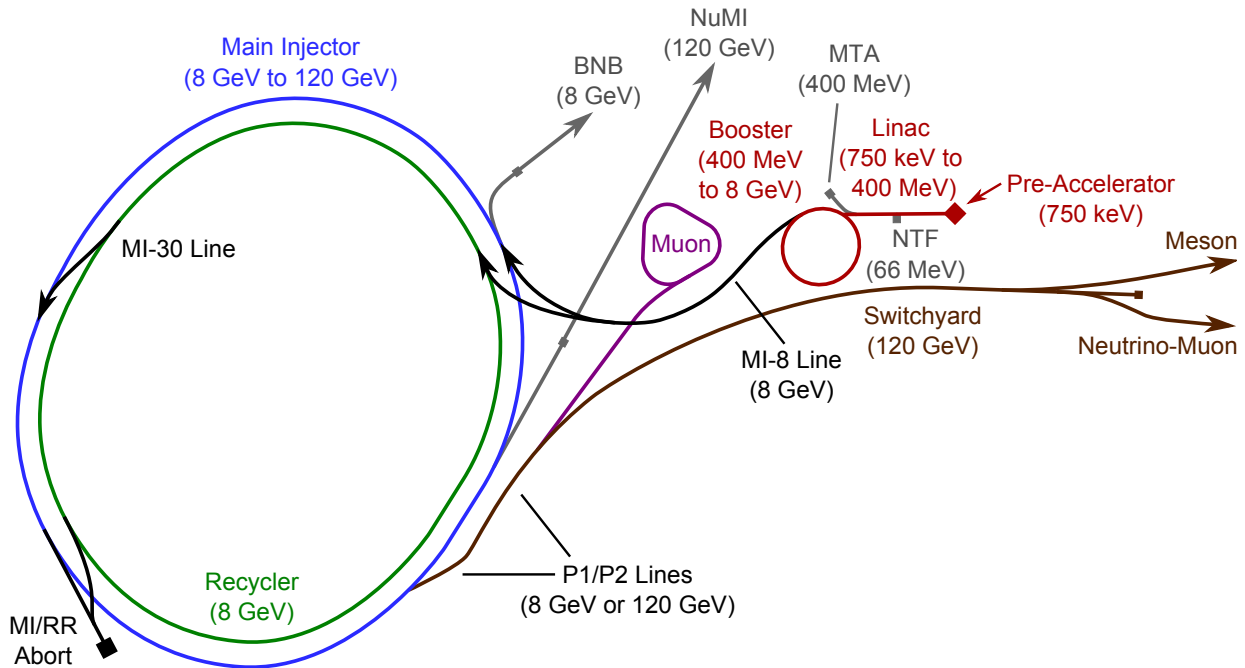 NuMI
(120 GeV)
Main Injector
(8 GeV to 120 GeV)
BNB
(8 GeV)
MTA
(400 MeV)
Booster
(400 MeV
to 8 GeV)
Linac
(750 keV to
400 MeV)
Pre-Accelerator
(750 keV)
MI-30 Line
Muon
NTF
(66 MeV)
Meson
Switchyard
(120 GeV)
Neutrino-Muon
MI-8 Line
(8 GeV)
Recycler
(8 GeV)
P1/P2 Lines
(8 GeV or 120 GeV)
MI/RR
Abort